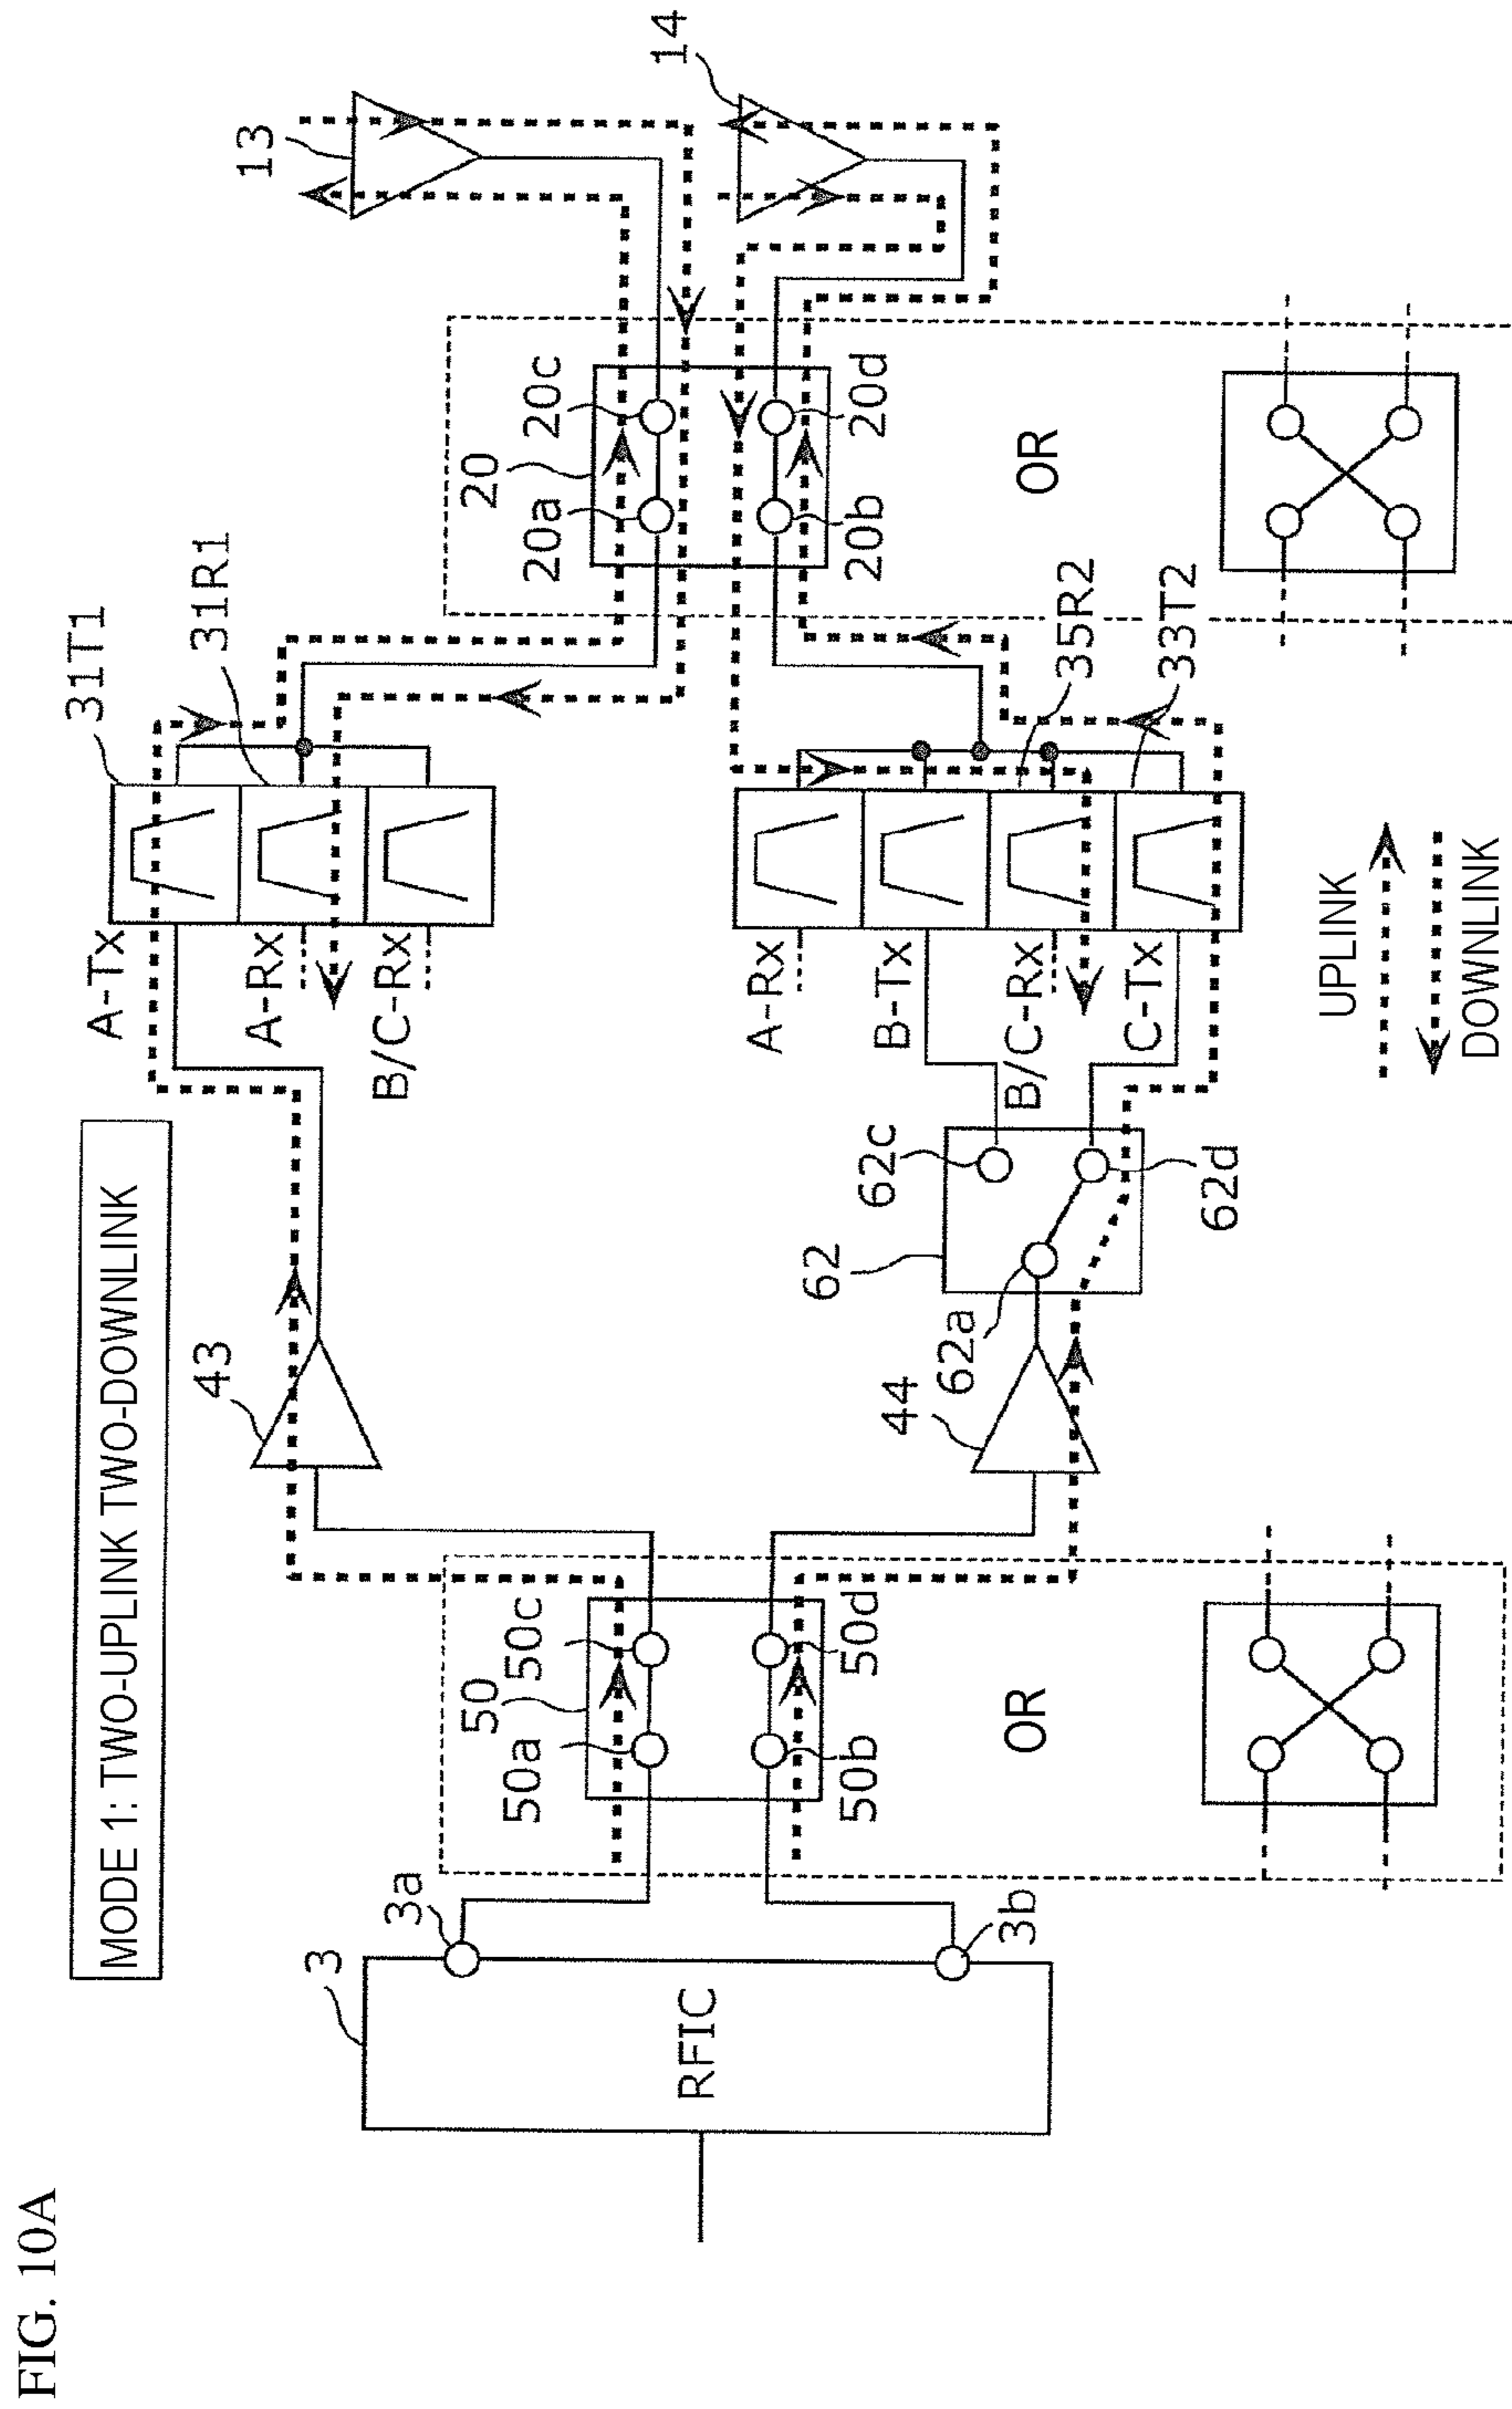 FIG. 10A
MODE 1: TWO-UPLINK TWO-DOWNLINK
3
3a
3b
RFIC
50
50a
50c
50b
50d
OR
43
44
62
62a
62c
62d
A-Tx
A-Rx
B/C-Rx
31T1
31R1
A-Rx
B-Tx
B/C-Rx
C-Tx
35R2
33T2
20
20a
20c
20b
20d
OR
13
14
UPLINK
DOWNLINK